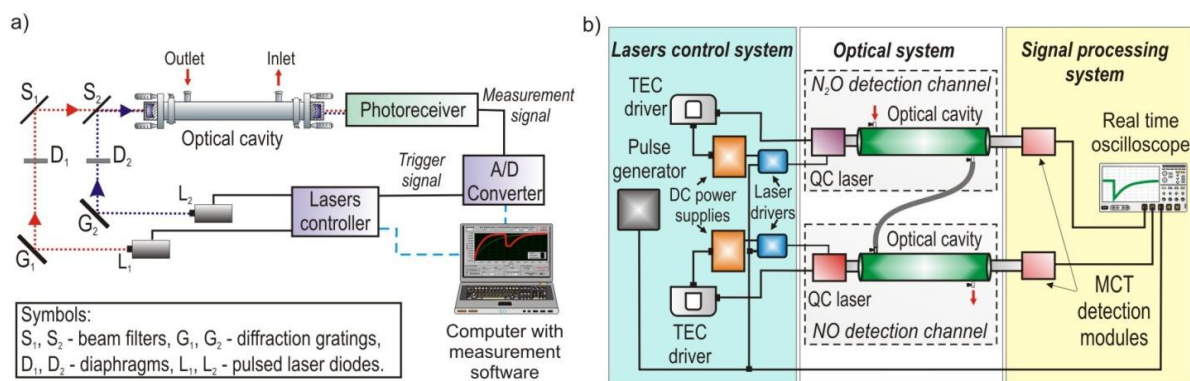 a)
Outlet
Inlet
S1
S2
Photoreceiver
Measurement
signal
Optical cavity
D1
D2
Trigger
signal
A/D
Converter
L2
Lasers
controller
G2
G1
L1
Symbols:
S1, S2 - beam filters, G1, G2 - diffraction gratings,
D1, D2 - diaphragms, L1, L2 - pulsed laser diodes.
Computer with
measurement
software
b)
Lasers control system
Optical system
Signal processing
system
TEC
driver
N2O detection channel
Optical cavity
Real time
oscilloscope
Pulse
generator
QC laser
DC power
supplies
Laser
drivers
Optical cavity
QC laser
MCT
detection
modules
TEC
driver
NO detection channel